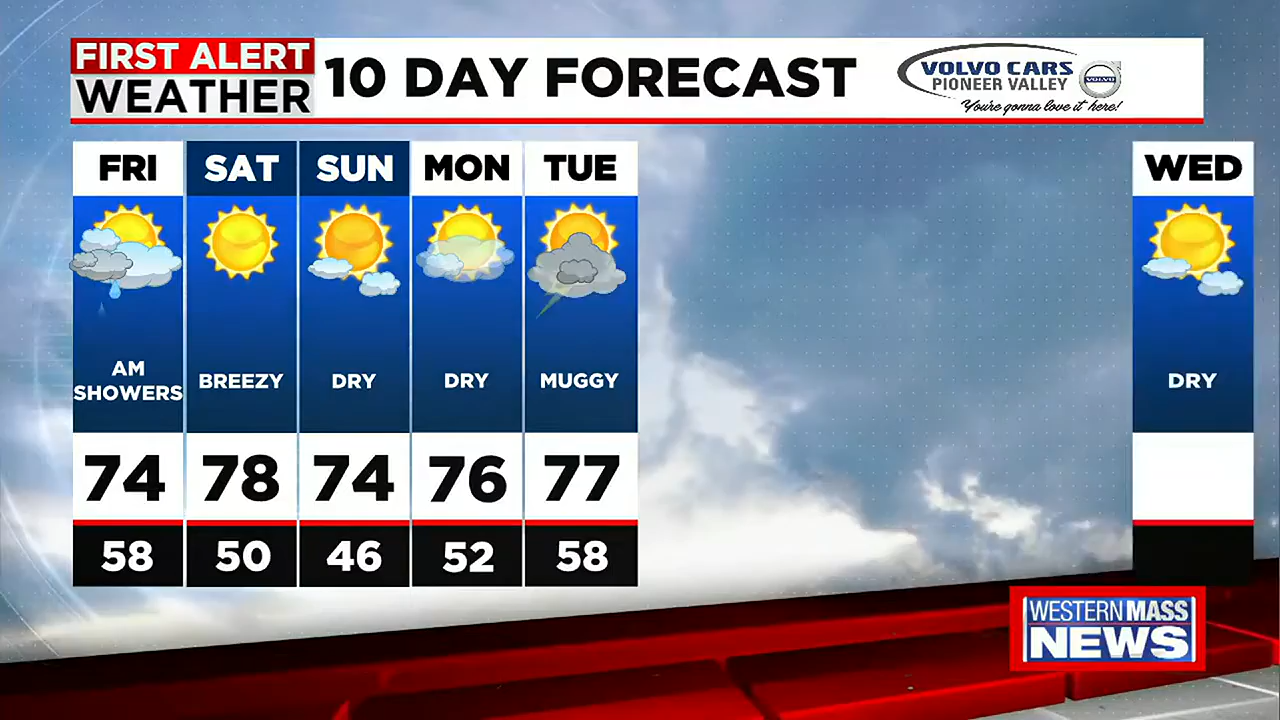 FIRST ALERT
WEATHER
10 DAY FORECAST
VOLVO CARS
PIONEER VALLEY
You're gonna love it here!
VOLVO
FRI SAT SUN MON TUE WED
AM
SHOWERS
BREEZY DRY DRY MUGGY DRY
74 78 74 76 77
58 50 46 52 58
WESTERN MASS
NEWS